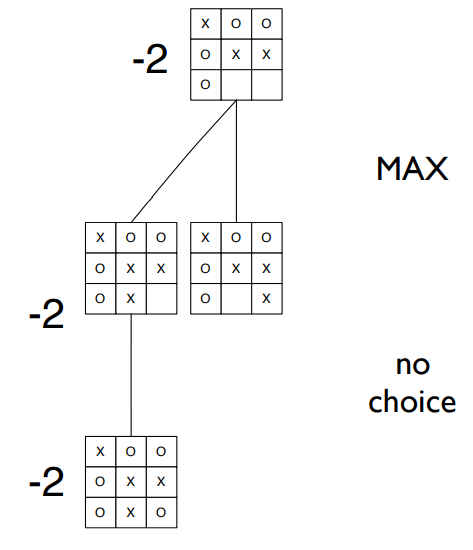 X O O
-2 O X X
O
MAX
X O O X O O
O X X O X X
-2 O X O X
no
choice
X O O
-2 O X X
O X O